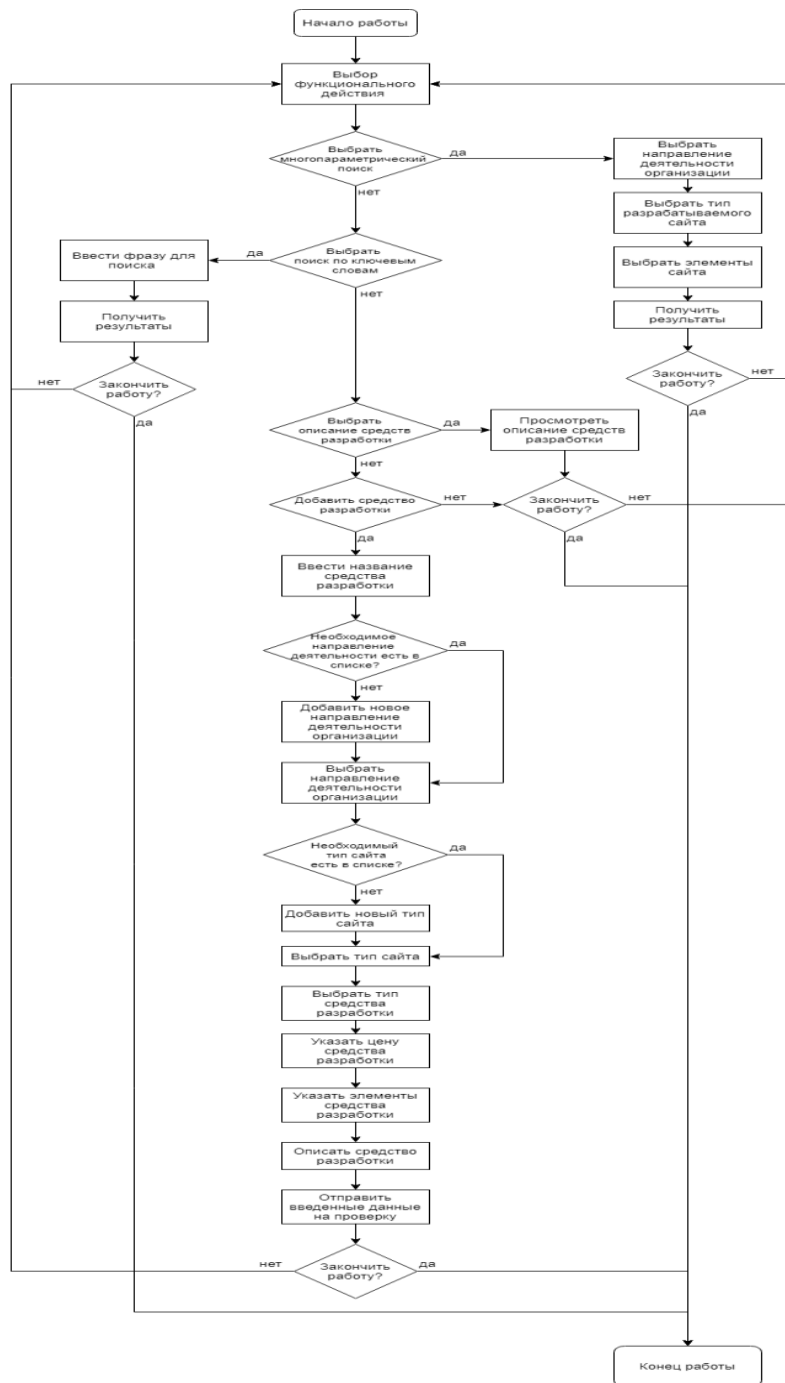 Начало работы
Выбор
функционального
действия
Выбрать
многопараметрический
поиск
да
нет
Выбрать
направление
деятельности
организации
Выбрать тип
разрабатываемого
сайта
Выбрать элементы
сайта
Получить
результаты
Закончить
работу?
нет
да
Выбрать
поиск по ключевым
словам
да
нет
Ввести фразу для
поиска
Получить
результаты
Закончить
работу?
нет
да
Выбрать
описание средств
разработки
да
нет
Просмотреть
описание средств
разработки
Добавить средство
разработки
нет
да
Закончить
работу?
нет
да
Ввести название
средства
разработки
Необходимое
направление
деятельности есть в
списке?
да
нет
Добавить новое
направление
деятельности
организации
Выбрать
направление
деятельности
организации
Необходимый
тип сайта
есть в списке?
да
нет
Добавить новый тип
сайта
Выбрать тип сайта
Выбрать тип
средства
разработки
Указать цену
средства
разработки
Указать элементы
средства
разработки
Описать средство
разработки
Отправить
введенные данные
на проверку
Закончить
работу?
нет
да
Конец работы